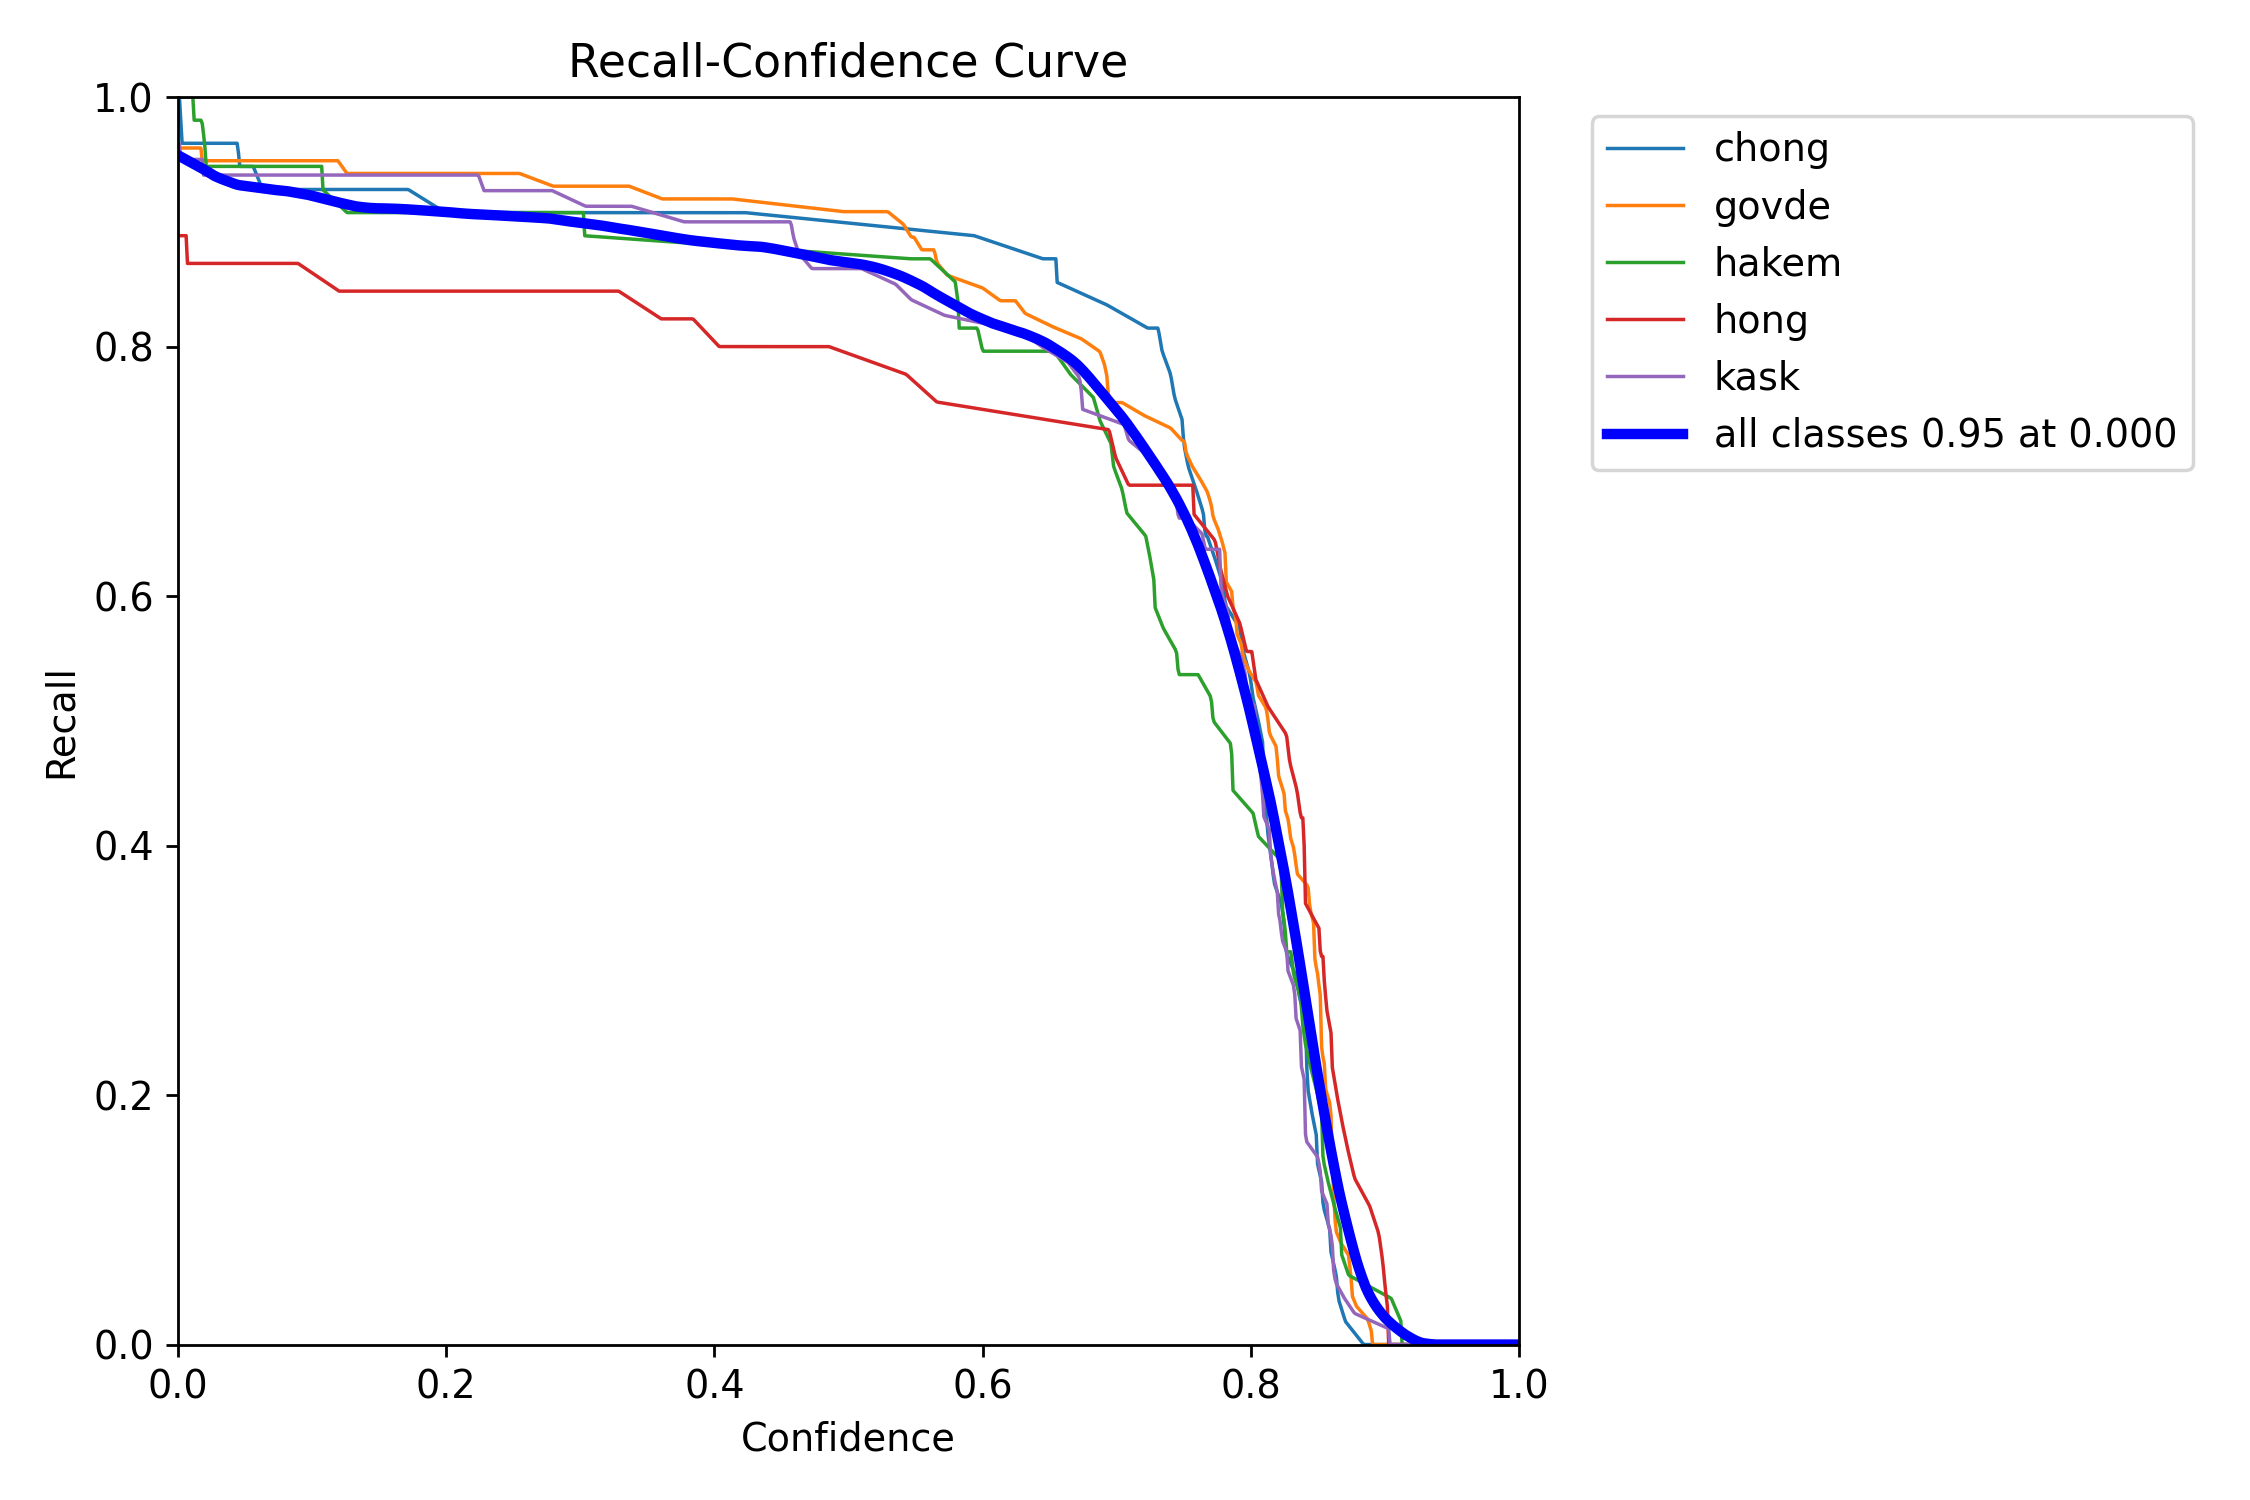 Recall-Confidence Curve
1.0
0.8
0.6
0.4
0.2
0.0
Recall
0.0 0.2 0.4 0.6 0.8 1.0
Confidence
chong
govde
hakem
hong
kask
all classes 0.95 at 0.000